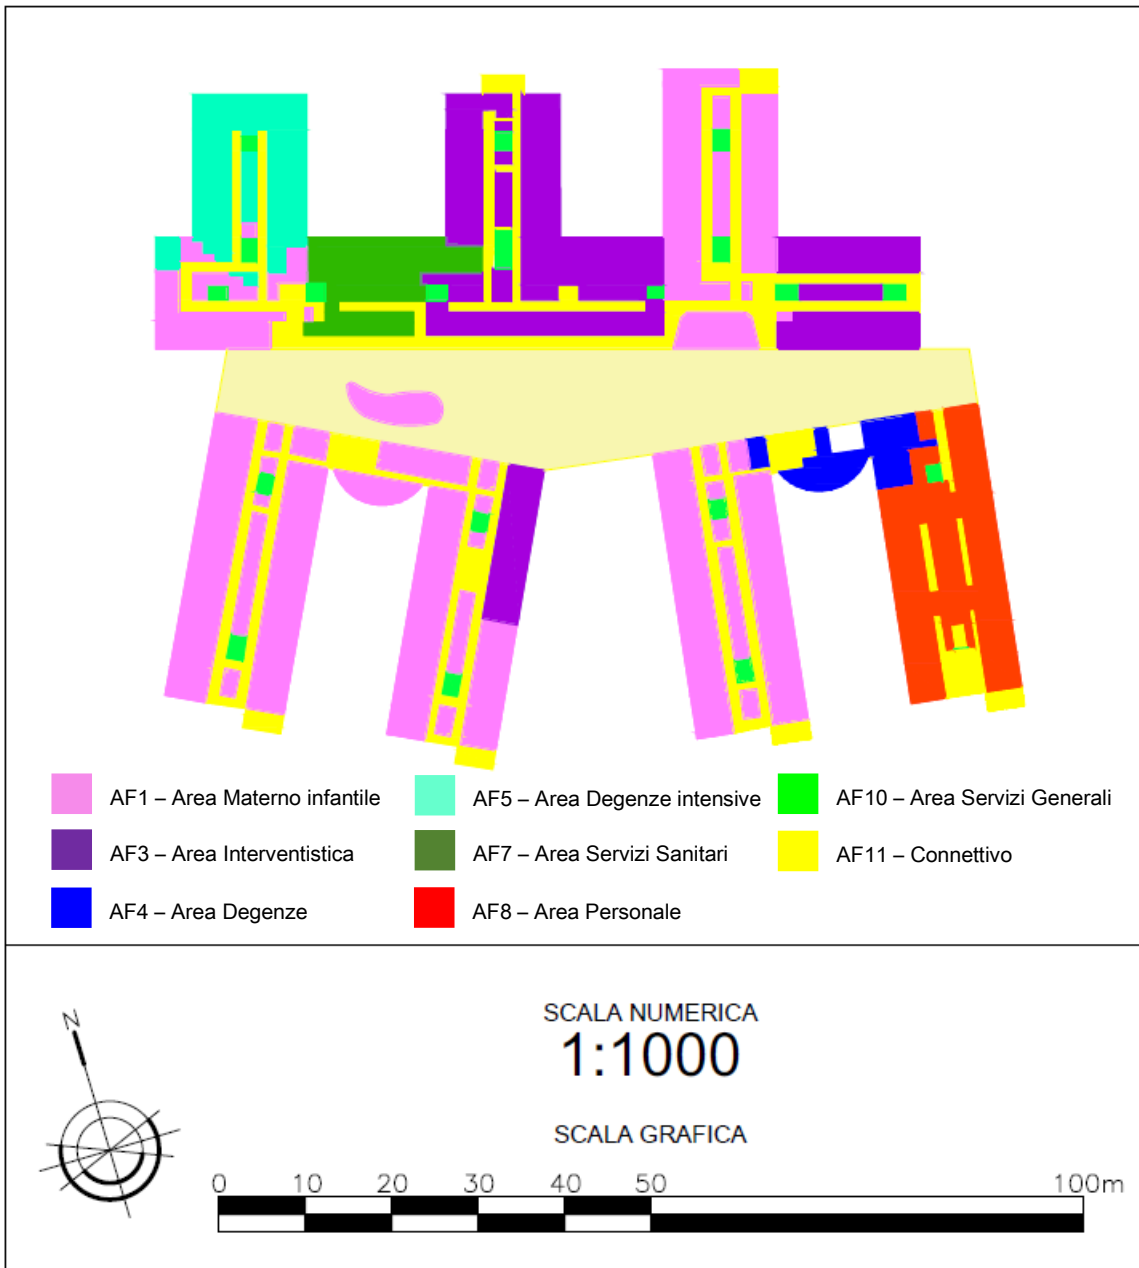 AF1 – Area Materno infantile
AF5 – Area Degenze intensive
AF10 – Area Servizi Generali
AF3 – Area Interventistica
AF7 – Area Servizi Sanitari
AF11 – Connettivo
AF4 – Area Degenze
AF8 – Area Personale
N
SCALA NUMERICA
1:1000
SCALA GRAFICA
0 10 20 30 40 50 100m